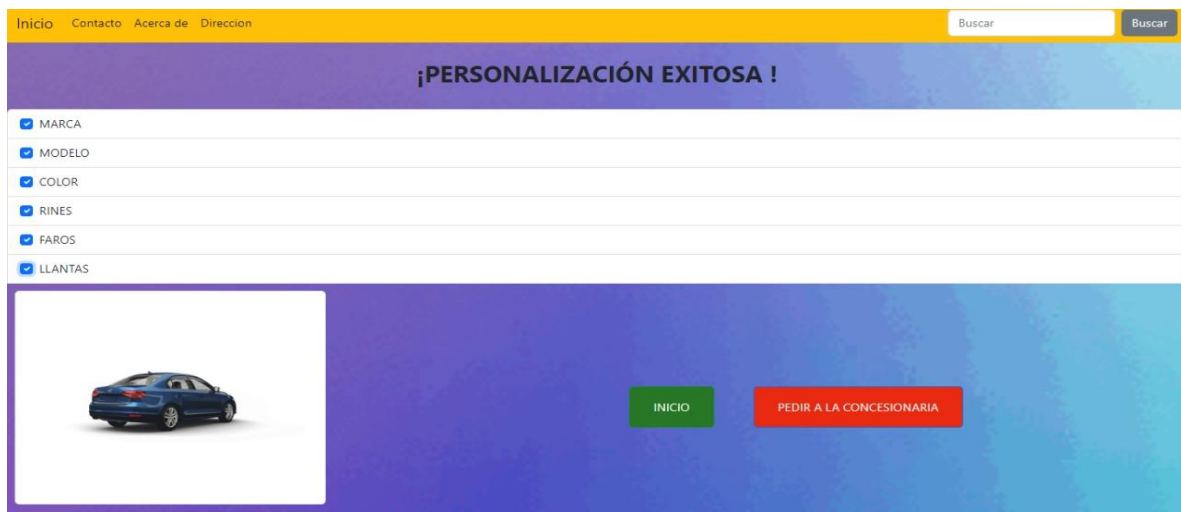 Inicio Contacto Acerca de Direccion Buscar Buscar
¡PERSONALIZACIÓN EXITOSA !
MARCA
MODELO
COLOR
RINES
FAROS
LLANTAS
INICIO PEDIR A LA CONCESIONARIA